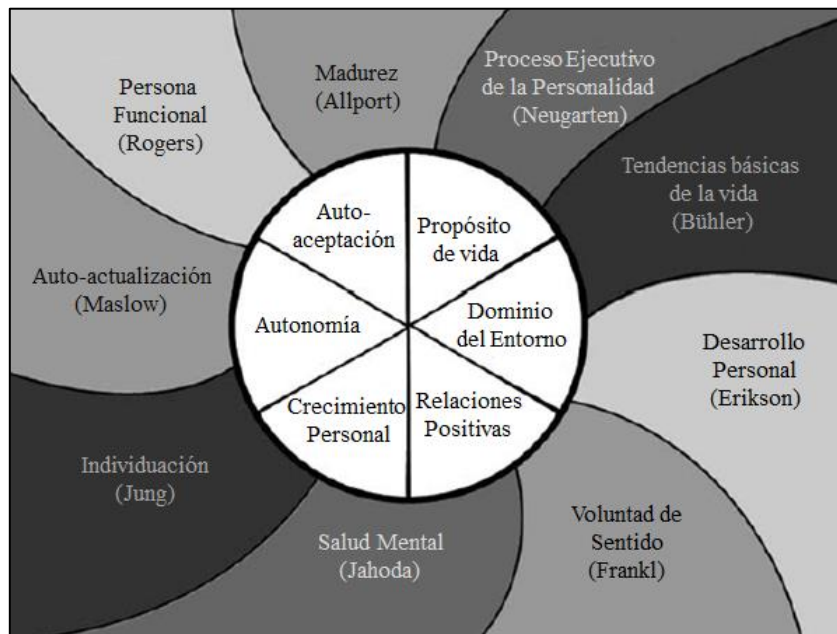 Persona
Funcional
(Rogers)
Madurez
(Allport)
Proceso Ejecutivo
de la Personalidad
(Neugarten)
Tendencias básicas
de la vida
(Bühler)
Desarrollo
Personal
(Erikson)
Voluntad de
Sentido
(Frankl)
Salud Mental
(Jahoda)
Individuación
(Jung)
Auto-actualización
(Maslow)
Auto-
aceptación
Propósito
de vida
Dominio
del Entorno
Relaciones
Positivas
Crecimiento
Personal
Autonomía